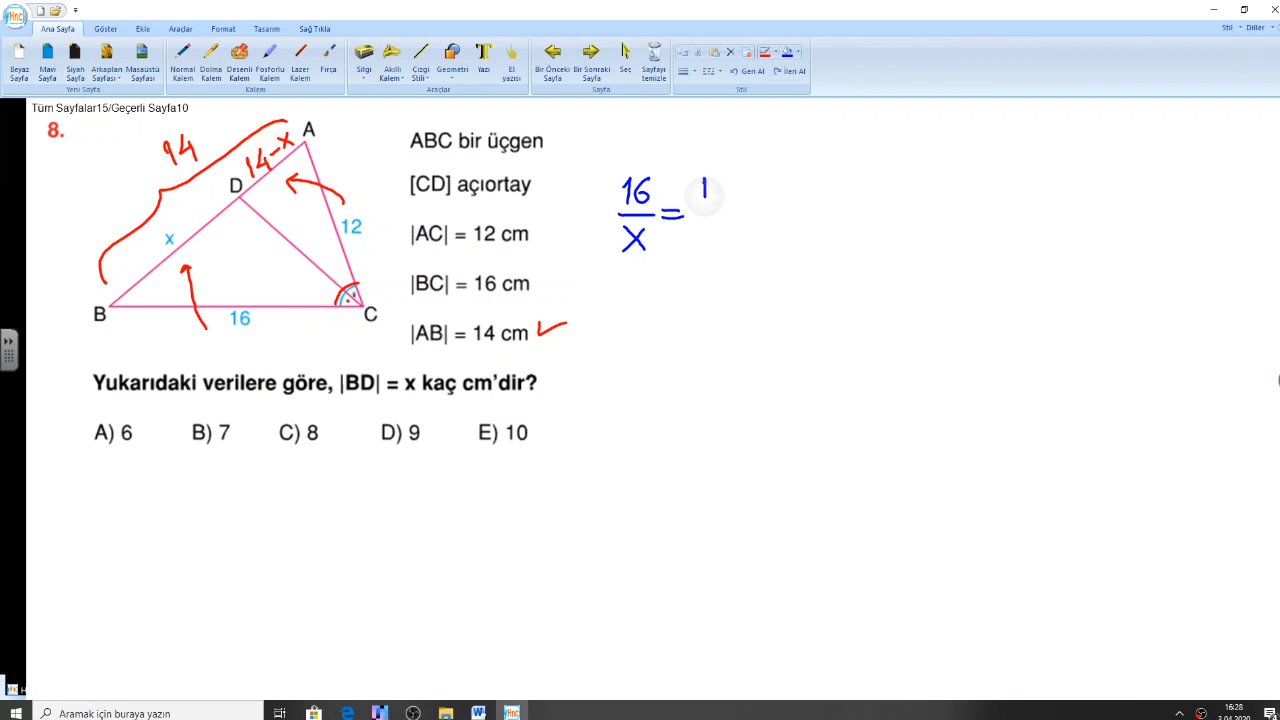 Ana Sayfa Göster Ekle Araçlar Format Tasarım Sağ Tıkla
Stil Diller
Beyaz Sayfa Mavi Sayfa Siyah Sayfa Arkaplan Sayfası Masaüstü Sayfası
Normal Kalem Dolma Kalem Desenli Kalem Fosforlu Kalem Lazer Kalem Fırça
Silgi Akıllı Kalem Çizgi Stili Geometri Yazı El yazısı
Bir Önceki Sayfa Bir Sonraki Sayfa Seç Sayfayı temizle
Geri Al İleri Al
Yeni Sayfa Kalem Araçlar Sayfa Stil
Tüm Sayfalar15/Geçerli Sayfa10
8.
A
14
14-x
D
x
12
B
16
C
ABC bir üçgen
[CD] açıortay
|AC| = 12 cm
|BC| = 16 cm
|AB| = 14 cm
16/x = 1
Yukarıdaki verilere göre, |BD| = x kaç cm'dir?
A) 6 B) 7 C) 8 D) 9 E) 10
Aramak için buraya yazın
16:28
3.04.2020